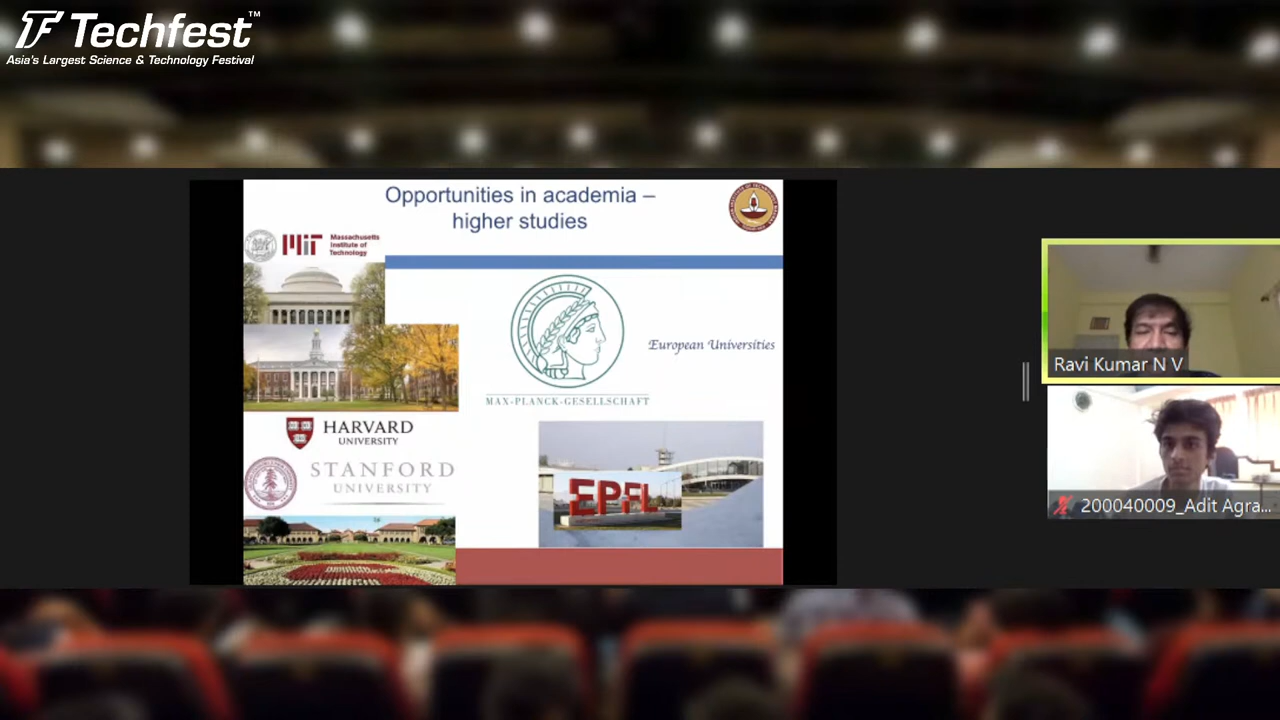 TF Techfest™
Asia's Largest Science & Technology Festival
Opportunities in academia –
higher studies
MIT
Massachusetts
Institute of
Technology
MAX-PLANCK-GESELLSCHAFT
European Universities
HARVARD
UNIVERSITY
STANFORD
UNIVERSITY
EPFL
Ravi Kumar N V
200040009_Adit Agra...